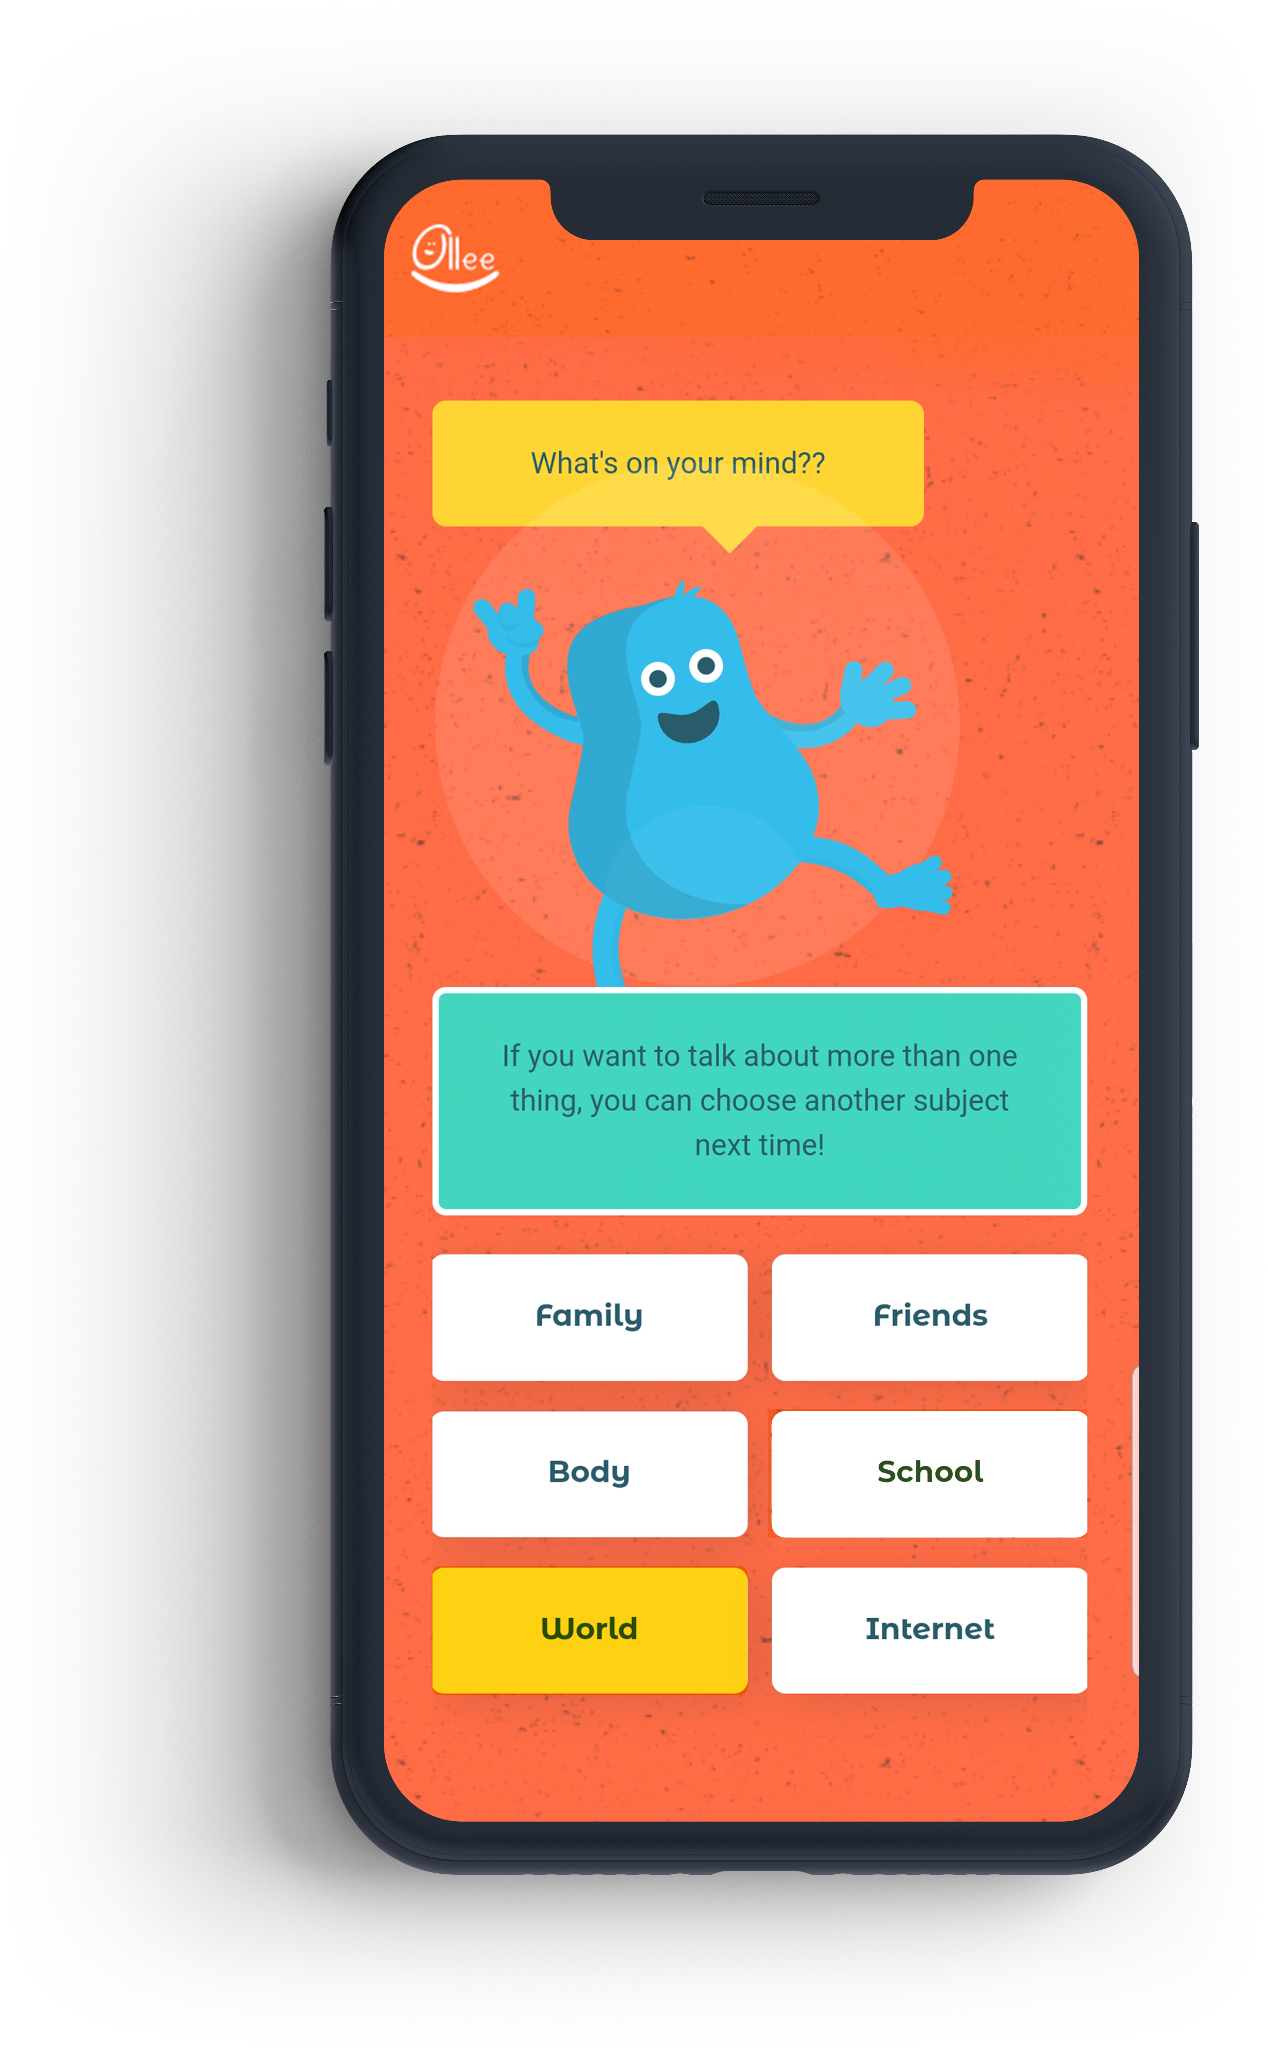 Ollee
What's on your mind??
If you want to talk about more than one
thing, you can choose another subject
next time!
Family
Friends
Body
School
World
Internet